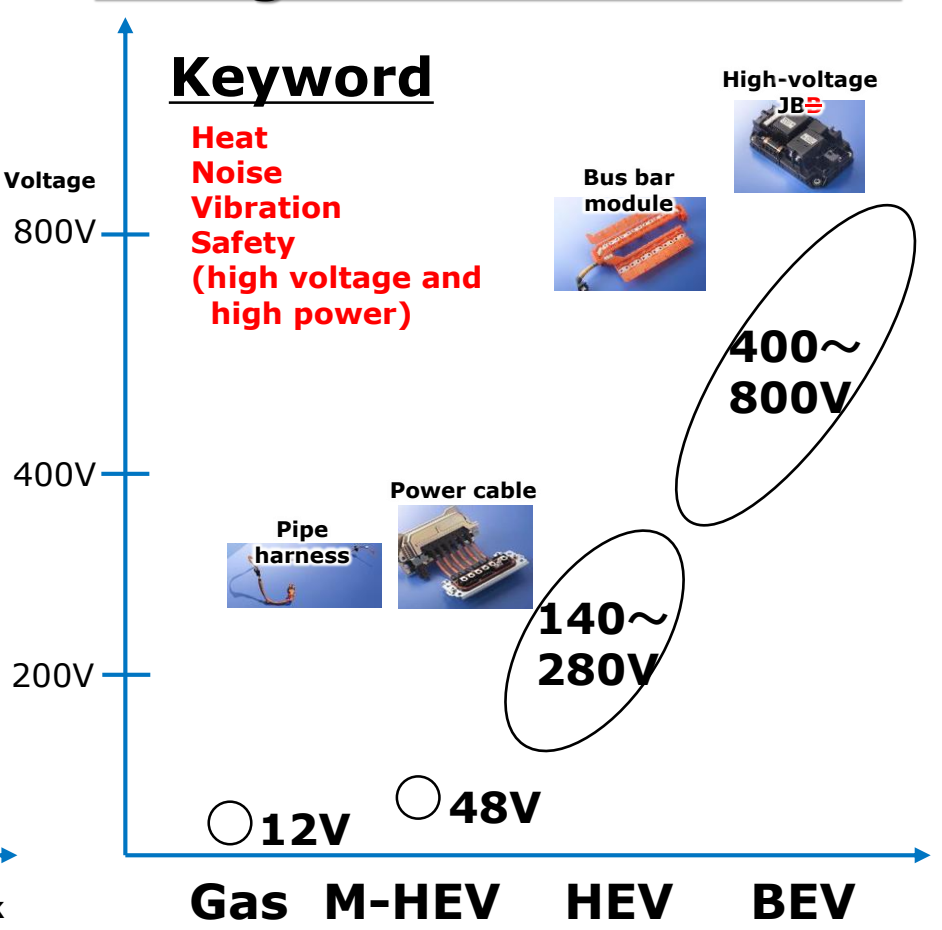 Keyword
Heat
Noise
Vibration
Safety
(high voltage and
high power)
Voltage
800V
400V
200V
High-voltage
JBB
Bus bar
module
400～
800V
Power cable
Pipe
harness
140～
280V
48V
12V
Gas
M-HEV
HEV
BEV